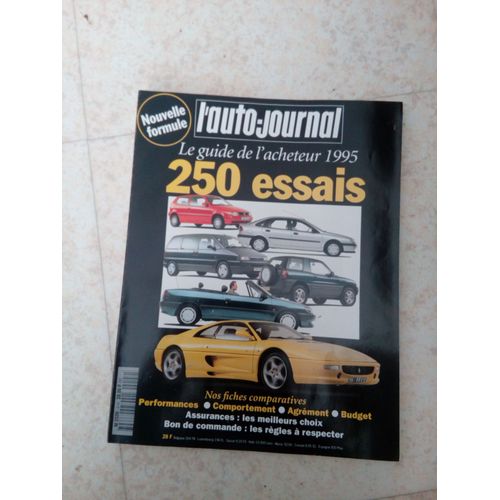 Nouvelle
formule
l'auto-journal
Le guide de l'acheteur 1995
250 essais
Nos fiches comparatives
Performances ● Comportement ● Agrément ● Budget
Assurances : les meilleurs choix
Bon de commande : les règles à respecter
28 F